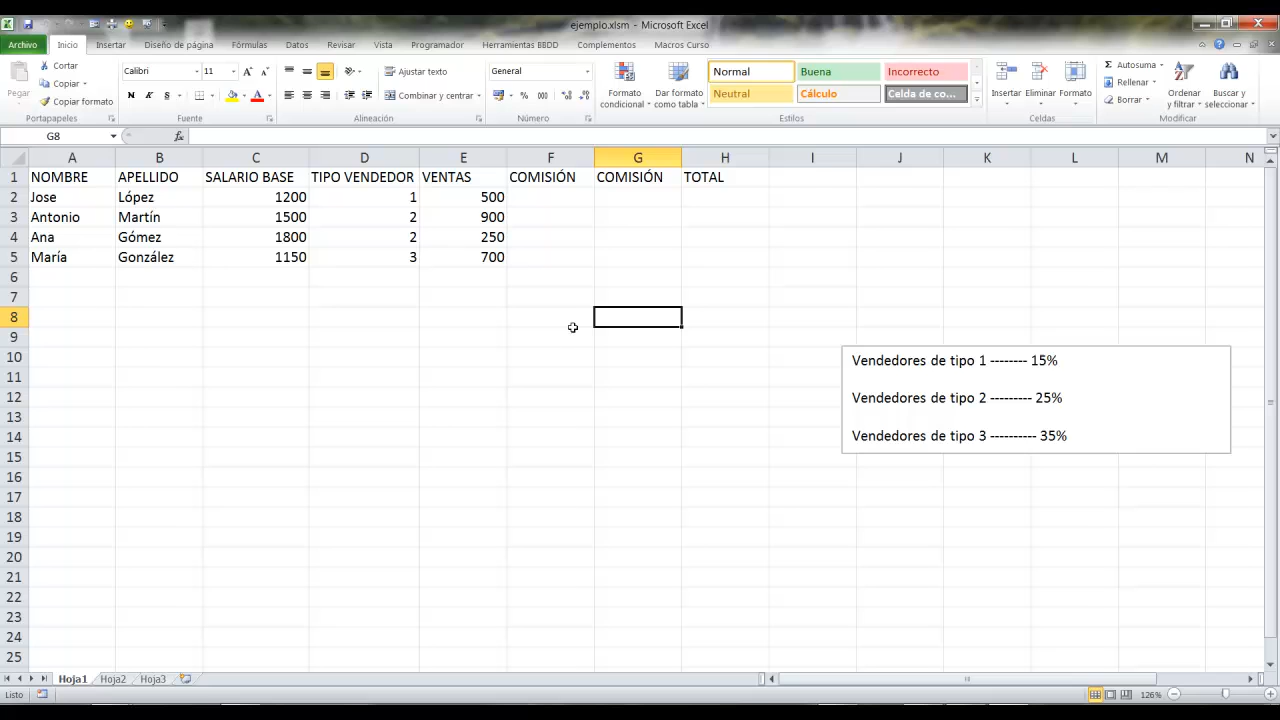 ejemplo.xlsm - Microsoft Excel
Archivo Inicio Insertar Diseño de página Fórmulas Datos Revisar Vista Programador Herramientas BBDD Complementos Macros Curso
Pegar
Cortar
Copiar
Copiar formato
Portapapeles
Calibri 11
N K S
Fuente
Ajustar texto
Combinar y centrar
Alineación
General
% 000
Número
Formato condicional
Dar formato como tabla
Normal Buena Incorrecto
Neutral Cálculo Celda de co...
Estilos
Insertar Eliminar Formato
Celdas
Autosuma
Rellenar
Borrar
Ordenar y filtrar
Buscar y seleccionar
Modificar
G8 fx
A B C D E F G H I J K L M N
1 NOMBRE APELLIDO SALARIO BASE TIPO VENDEDOR VENTAS COMISIÓN COMISIÓN TOTAL
2 Jose López 1200 1 500
3 Antonio Martín 1500 2 900
4 Ana Gómez 1800 2 250
5 María González 1150 3 700
6
7
8
9
10
11
12
13
14
15
16
17
18
19
20
21
22
23
24
25
Vendedores de tipo 1 -------- 15%
Vendedores de tipo 2 --------- 25%
Vendedores de tipo 3 ---------- 35%
Hoja1 Hoja2 Hoja3
Listo 126%